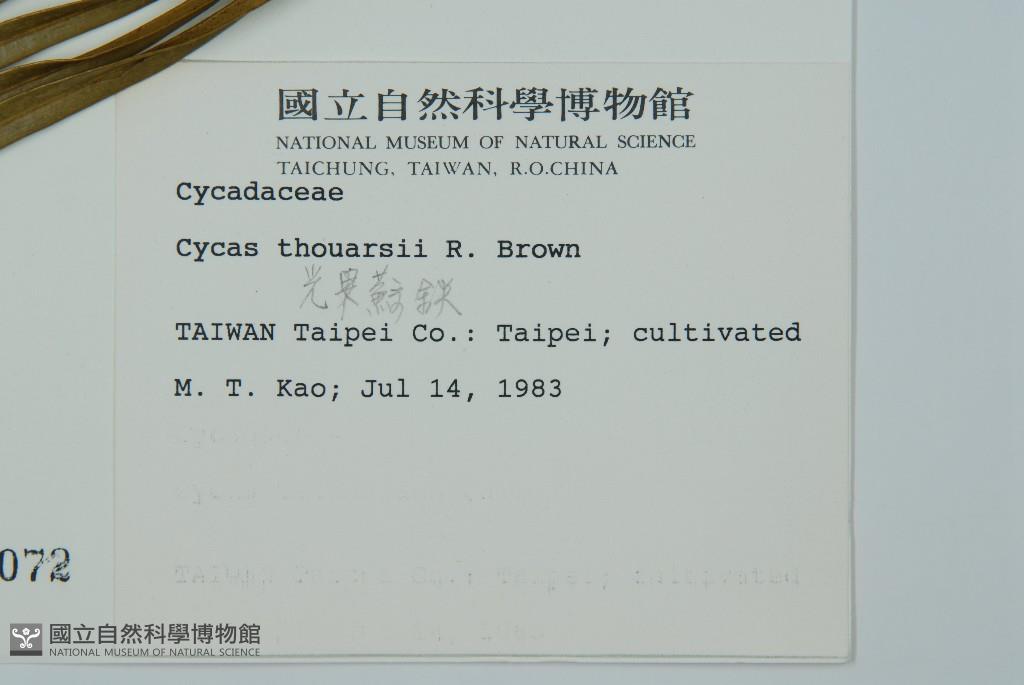 國立自然科學博物館
NATIONAL MUSEUM OF NATURAL SCIENCE
TAICHUNG, TAIWAN, R.O.CHINA
Cycadaceae
Cycas thouarsii R. Brown
光果蘇鉄
TAIWAN Taipei Co.: Taipei; cultivated
M. T. Kao; Jul 14, 1983
072
國立自然科學博物館
NATIONAL MUSEUM OF NATURAL SCIENCE